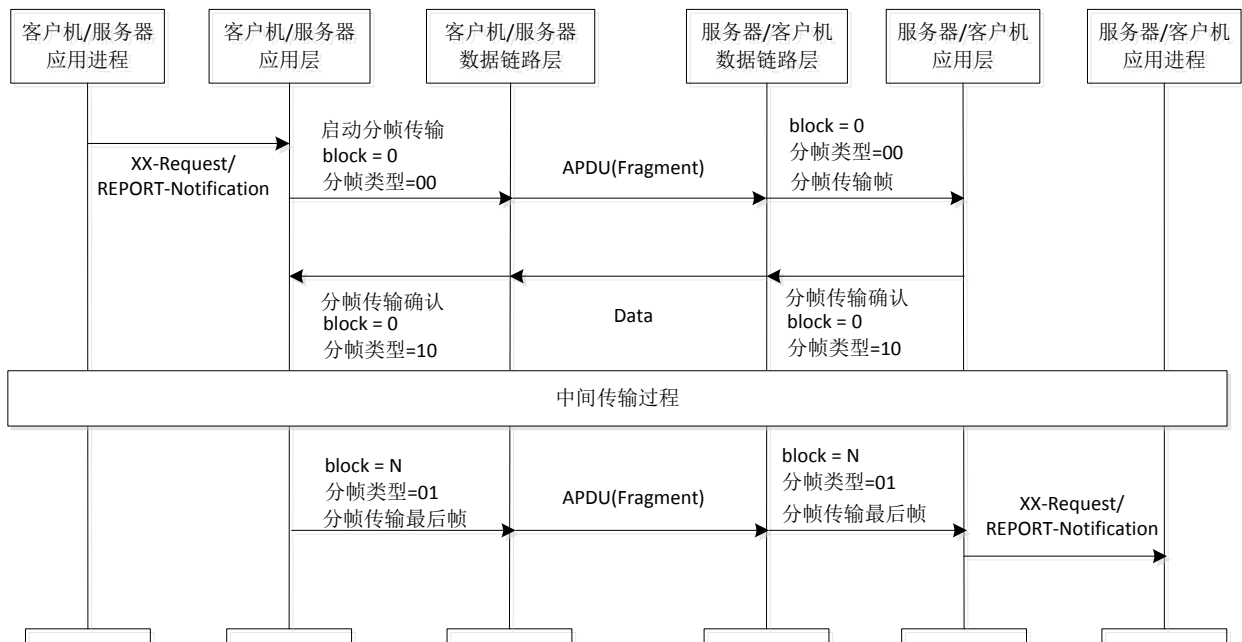 客户机/服务器
应用进程
客户机/服务器
应用层
客户机/服务器
数据链路层
服务器/客户机
数据链路层
服务器/客户机
应用层
服务器/客户机
应用进程
XX-Request/
REPORT-Notification
启动分帧传输
block = 0
分帧类型=00
APDU(Fragment)
block = 0
分帧类型=00
分帧传输帧
分帧传输确认
block = 0
分帧类型=10
Data
分帧传输确认
block = 0
分帧类型=10
中间传输过程
block = N
分帧类型=01
分帧传输最后帧
APDU(Fragment)
block = N
分帧类型=01
分帧传输最后帧
XX-Request/
REPORT-Notification